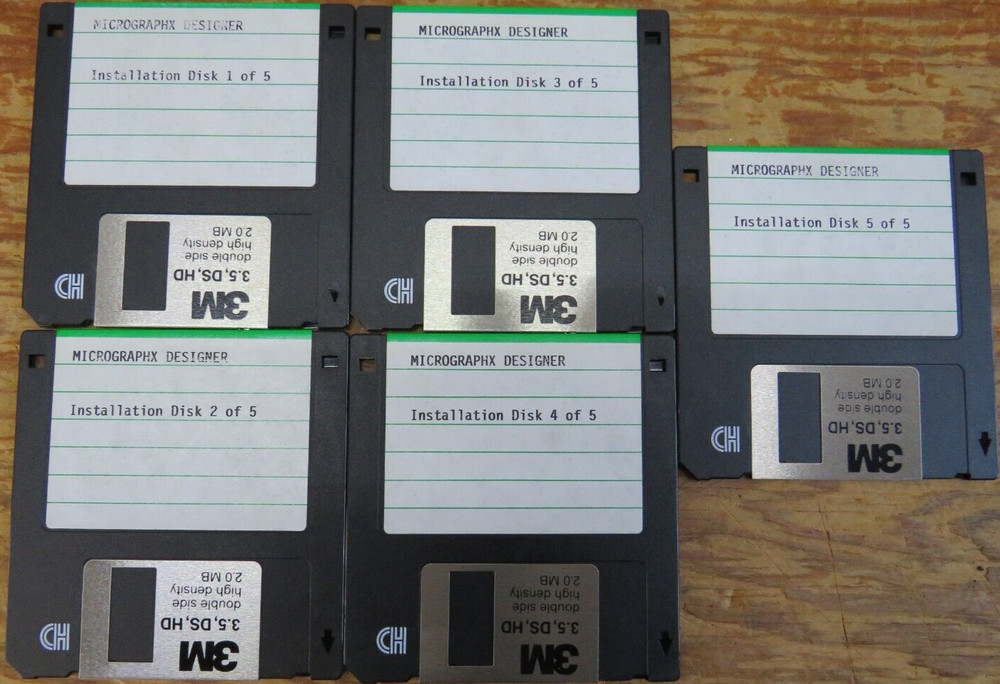 MICROGRAPHX DESIGNER
Installation Disk 1 of 5
3M
3.5,DS,HD
double side
high density
2.0 MB
HD
MICROGRAPHX DESIGNER
Installation Disk 3 of 5
3M
3.5,DS,HD
double side
high density
2.0 MB
HD
MICROGRAPHX DESIGNER
Installation Disk 5 of 5
3M
3.5,DS,HD
double side
high density
2.0 MB
HD
MICROGRAPHX DESIGNER
Installation Disk 2 of 5
3M
3.5,DS,HD
double side
high density
2.0 MB
HD
MICROGRAPHX DESIGNER
Installation Disk 4 of 5
3M
3.5,DS,HD
double side
high density
2.0 MB
HD